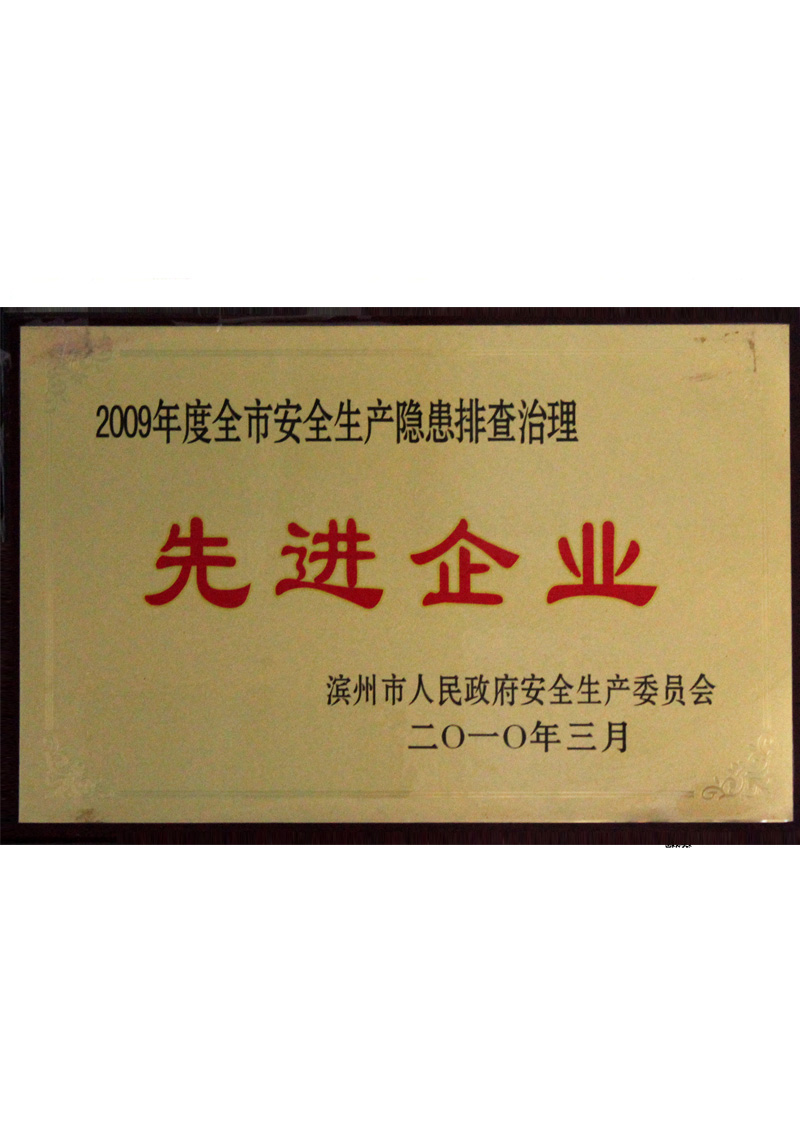 2009年度全市安全生产隐患排查治理
先进企业
滨州市人民政府安全生产委员会
二〇一〇年三月